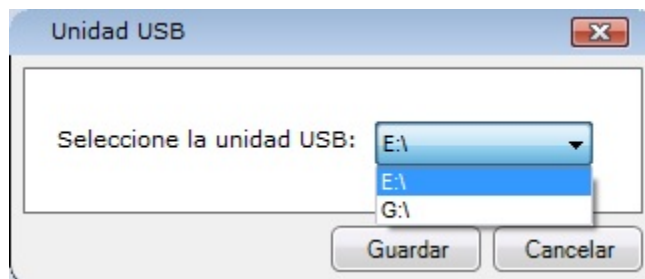 Unidad USB
Seleccione la unidad USB: E:\
E:\
G:\
Guardar Cancelar